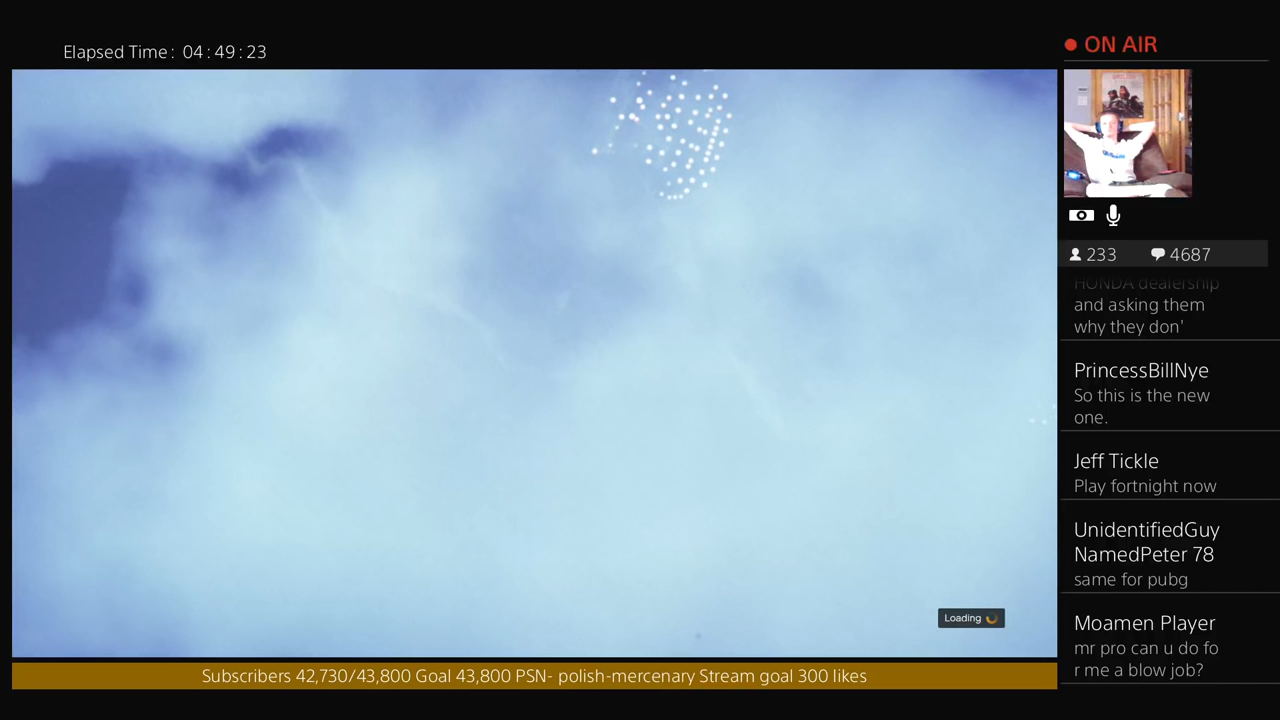 Elapsed Time: 04:49:23
ON AIR
233 4687
HONDA dealership
and asking them
why they don'
PrincessBillNye
So this is the new
one.
Jeff Tickle
Play fortnight now
UnidentifiedGuy
NamedPeter 78
same for pubg
Moamen Player
mr pro can u do fo
r me a blow job?
Loading
Subscribers 42,730/43,800 Goal 43,800 PSN- polish-mercenary Stream goal 300 likes